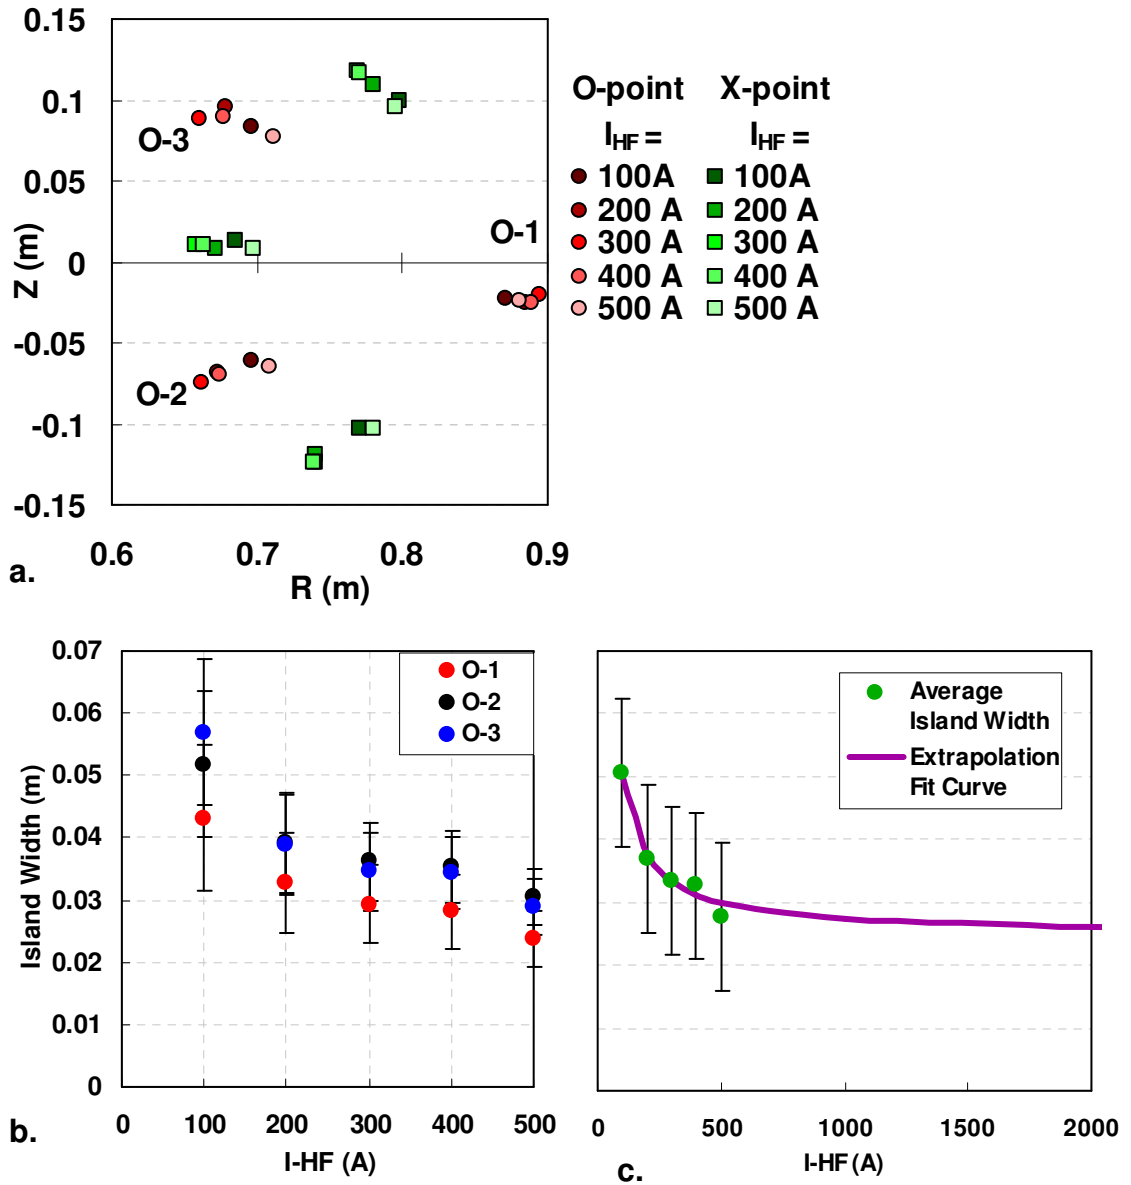 0.15
0.1
0.05
0
-0.05
-0.1
-0.15
Z (m)
0.6 0.7 0.8 0.9
R (m)
O-3
O-1
O-2
O-point X-point
IHF = IHF =
100A 100A
200 A 200 A
300 A 300 A
400 A 400 A
500 A 500 A
a.
0.07
0.06
0.05
0.04
0.03
0.02
0.01
0
Island Width (m)
O-1
O-2
O-3
0 100 200 300 400 500
I-HF (A)
b.
Average
Island Width
Extrapolation
Fit Curve
0 500 1000 1500 2000
I-HF (A)
c.